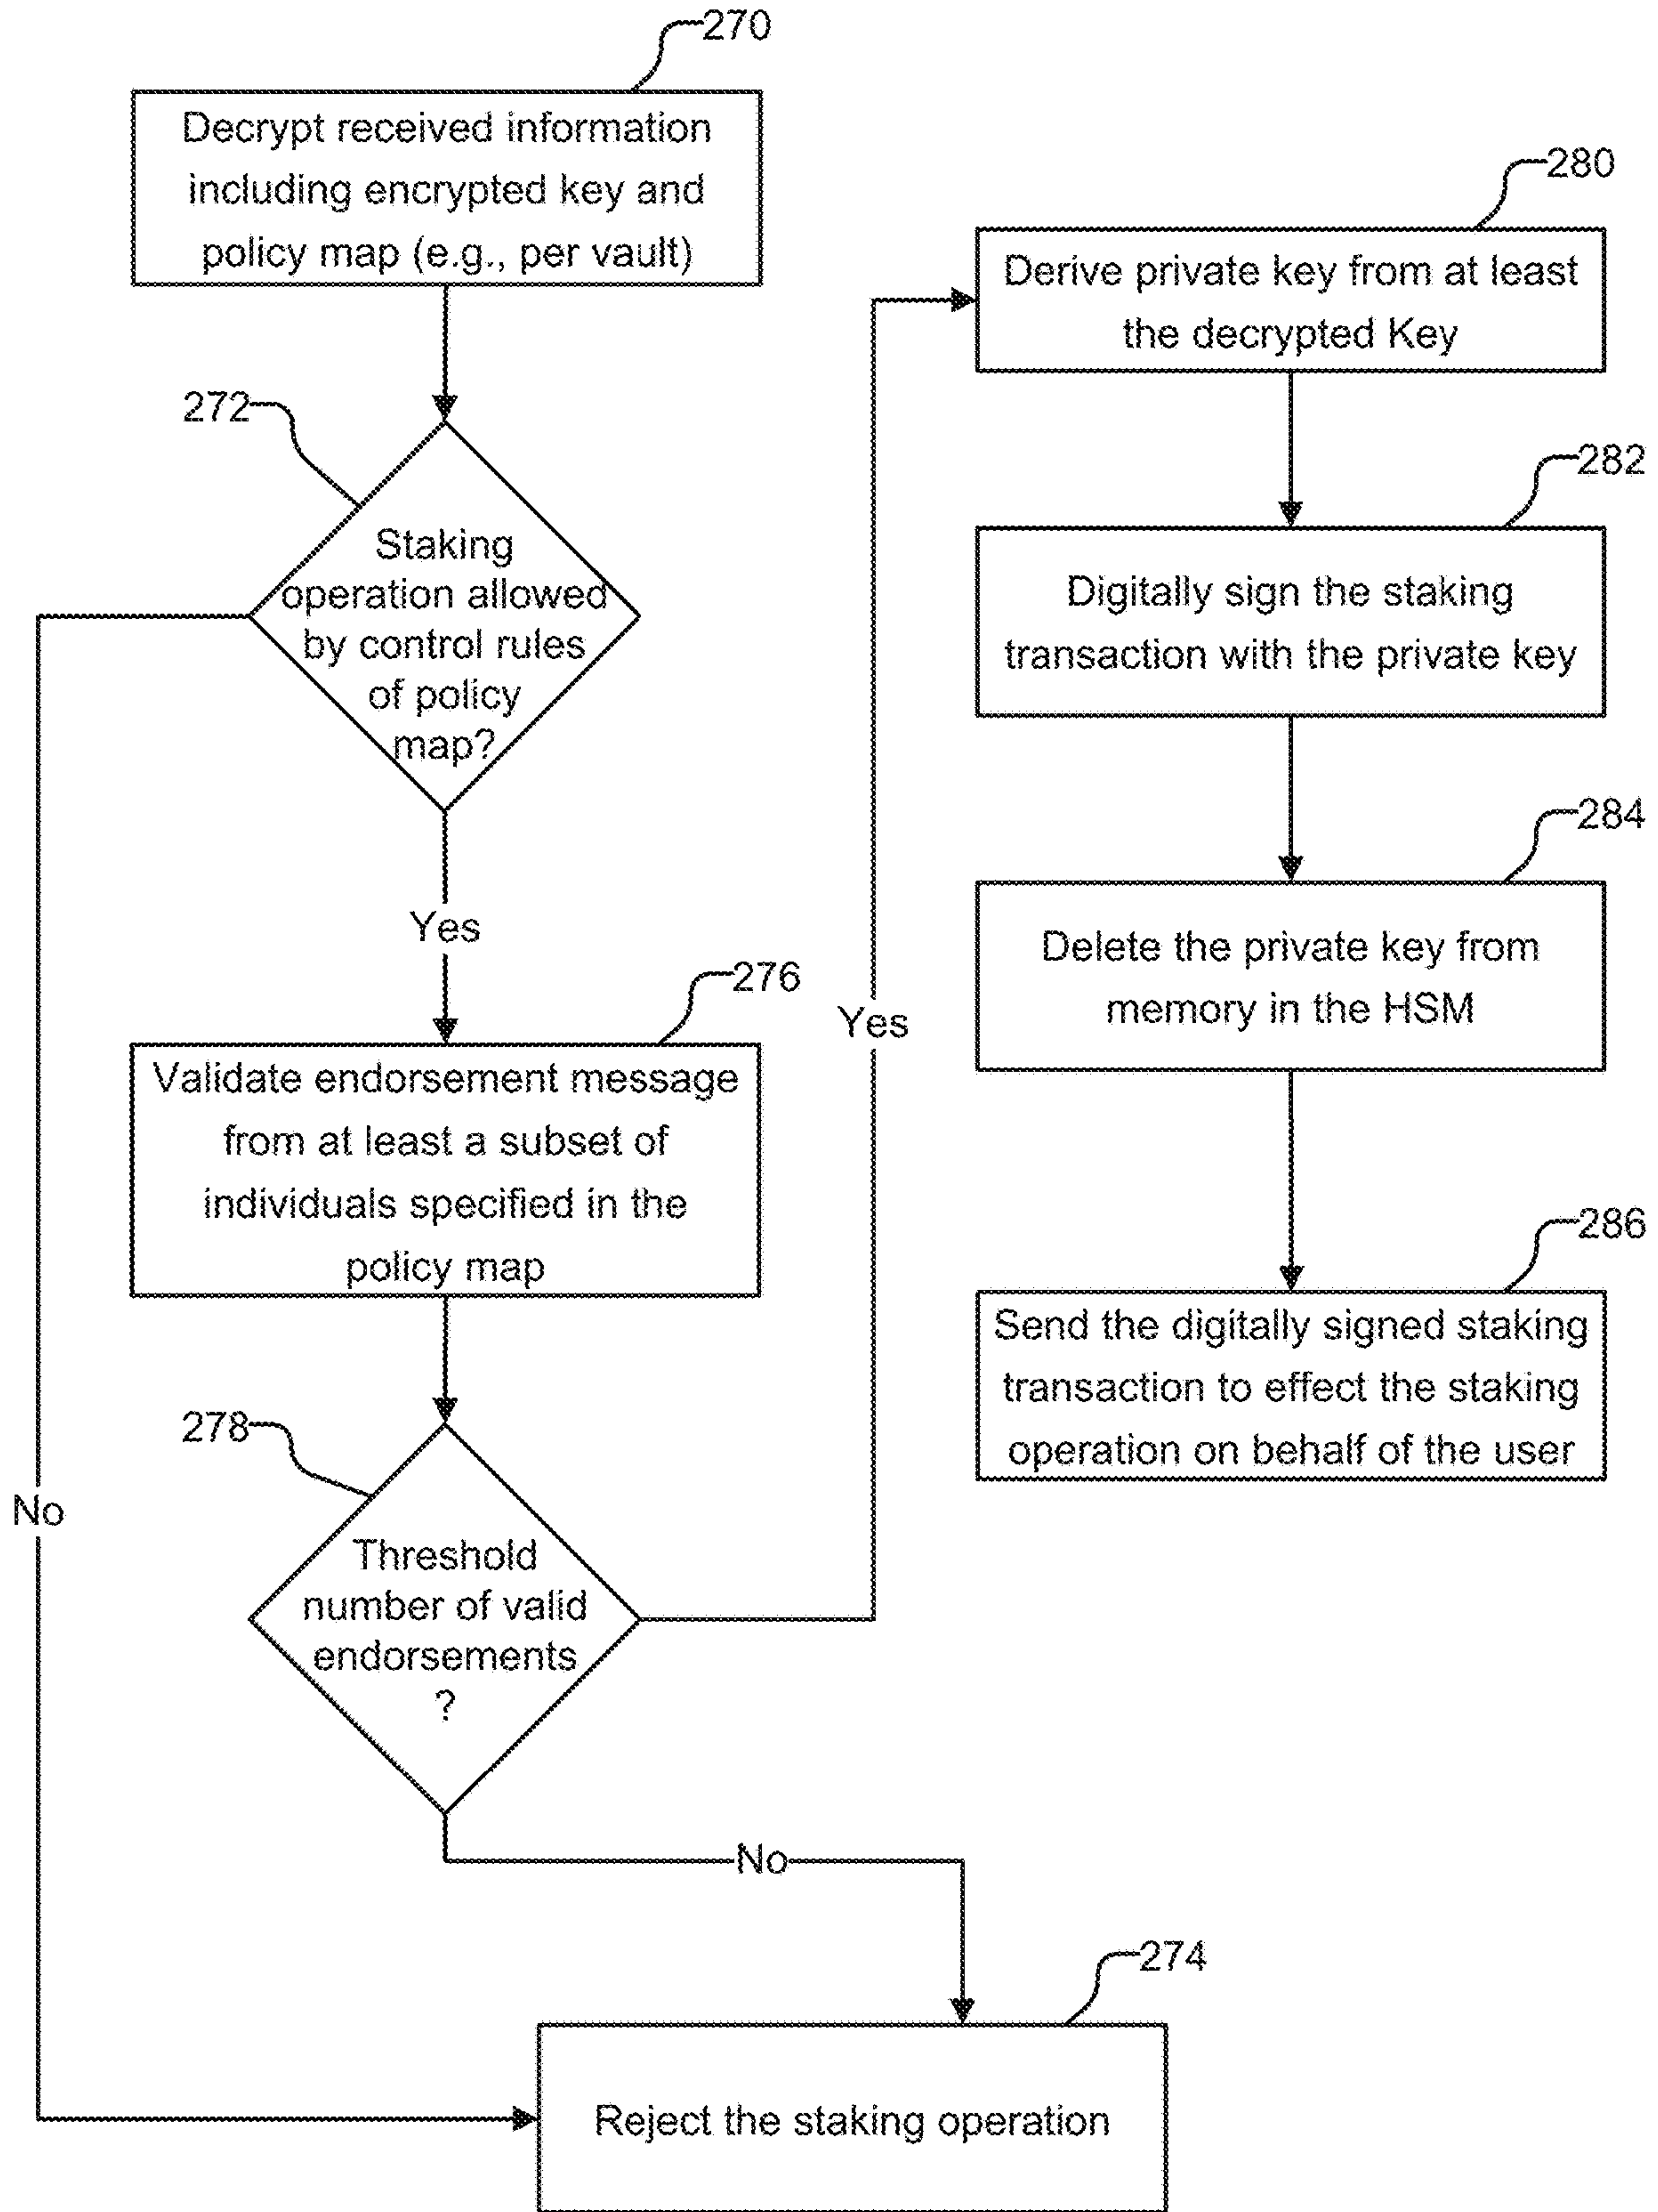 270
Decrypt received information
including encrypted key and
policy map (e.g., per vault)
272
Staking
operation allowed
by control rules
of policy
map?
Yes
276
Validate endorsement message
from at least a subset of
individuals specified in the
policy map
278
Threshold
number of valid
endorsements
?
No
No
Yes
280
Derive private key from at least
the decrypted Key
282
Digitally sign the staking
transaction with the private key
284
Delete the private key from
memory in the HSM
286
Send the digitally signed staking
transaction to effect the staking
operation on behalf of the user
274
Reject the staking operation